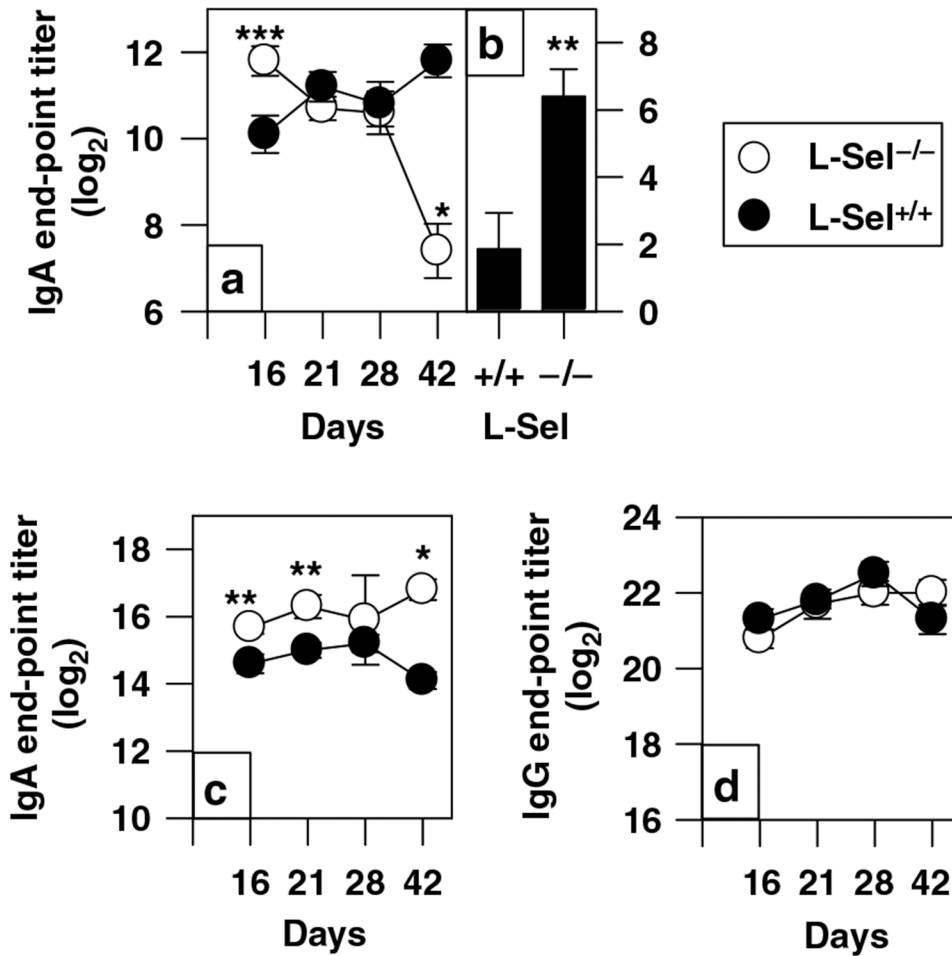 IgA end-point titer
(log2)
12
10
8
6
***
*
a
16 21 28 42
Days
b
**
8
6
4
2
0
+/+ −/−
L-Sel
L-Sel−/−
L-Sel+/+
IgA end-point titer
(log2)
18
16
14
12
10
**
**
*
c
16 21 28 42
Days
IgG end-point titer
(log2)
24
22
20
18
16
d
16 21 28 42
Days